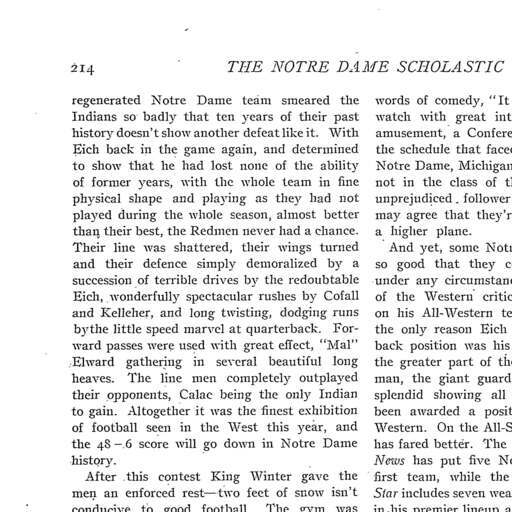 214
THE NOTRE DAME SCHOLASTIC
regenerated Notre Dame team smeared the
Indians so badly that ten years of their past
history doesn't show another defeat like it. With
Eich back in the game again, and determined
to show that he had lost none of the ability
of former years, with the whole team in fine
physical shape and playing as they had not
played during the whole season, almost better
than their best, the Redmen never had a chance.
Their line was shattered, their wings turned
and their defence simply demoralized by a
succession of terrible drives by the redoubtable
Eich, wonderfully spectacular rushes by Cofall
and Kelleher, and long twisting, dodging runs
by the little speed marvel at quarterback. For-
ward passes were used with great effect, "Mal"
Elward gathering in several beautiful long
heaves. The line men completely outplayed
their opponents, Calac being the only Indian
to gain. Altogether it was the finest exhibition
of football seen in the West this year, and
the 48–6 score will go down in Notre Dame
history.
After this contest King Winter gave the
men an enforced rest—two feet of snow isn't
conducive to good football. The gym was
words of comedy, "It
watch with great int
amusement, a Confere
the schedule that faced
Notre Dame, Michigan
not in the class of t
unprejudiced follower
may agree that they'r
a higher plane.
And yet, some Notr
so good that they c
under any circumstanc
of the Western critic
on his All-Western te
the only reason Eich
back position was his
the greater part of th
man, the giant guard
splendid showing all
been awarded a posit
Western. On the All-S
has fared better. The
News has put five No
first team, while the
Star includes seven wea
in his premier lineup a